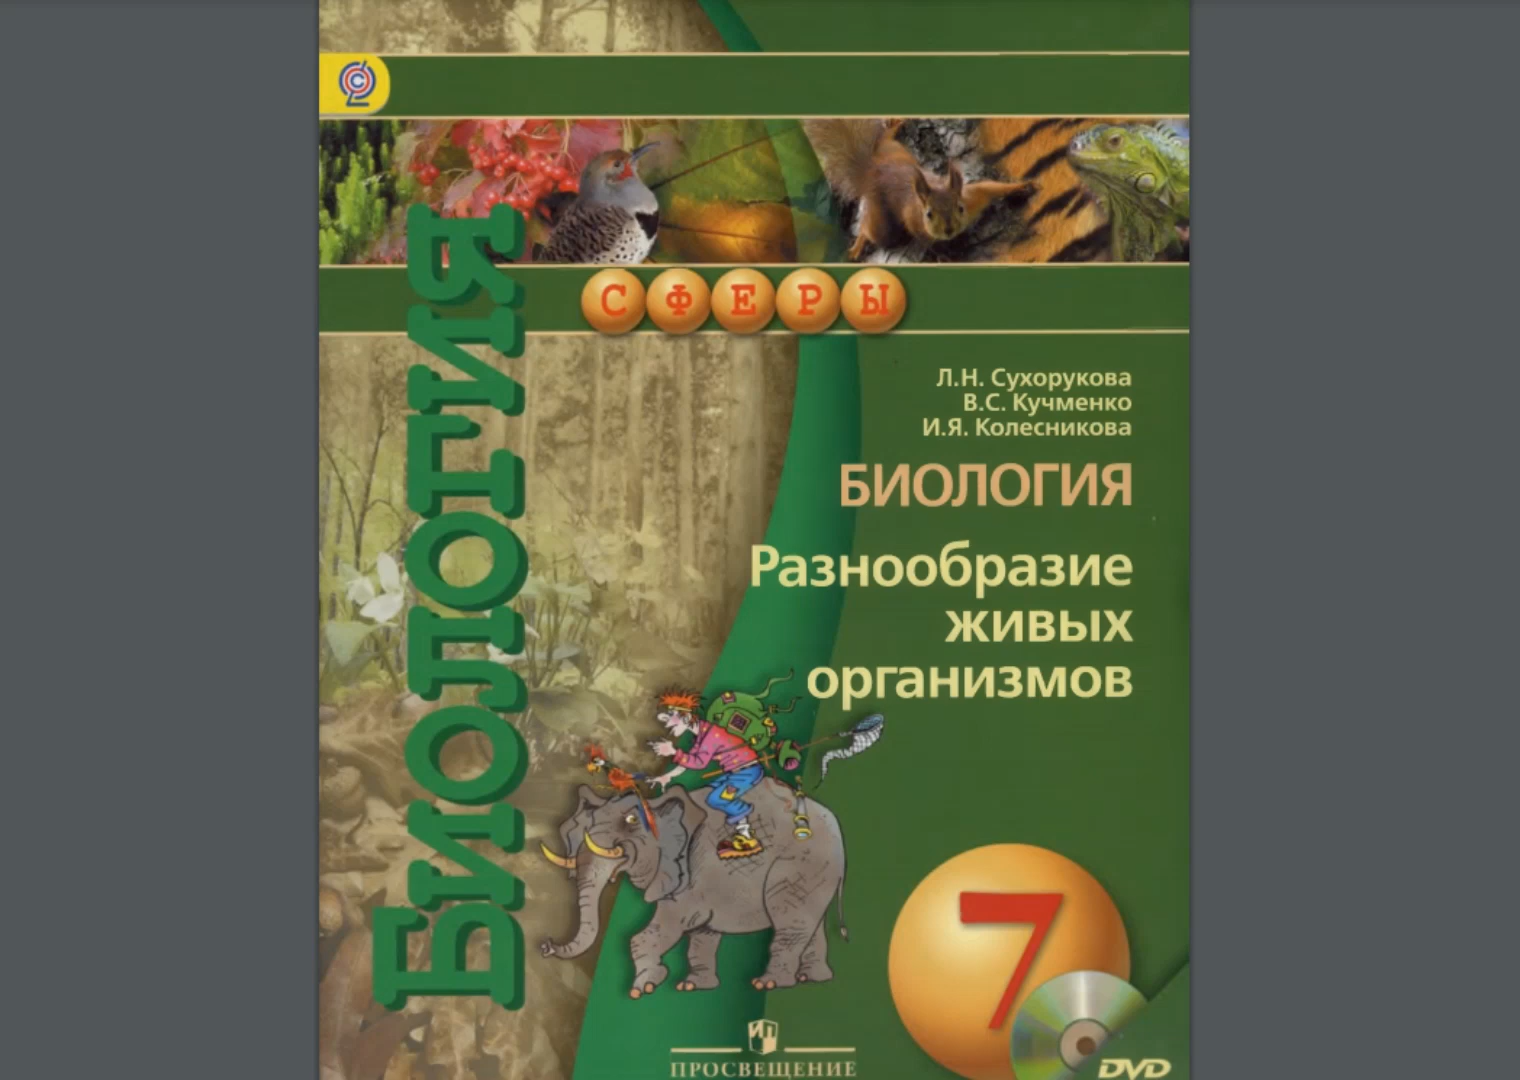 БИОЛОГИЯ
СФЕРЫ
Л.Н. Сухорукова
В.С. Кучменко
И.Я. Колесникова
БИОЛОГИЯ
Разнообразие
живых
организмов
7
DVD
ПРОСВЕЩЕНИЕ